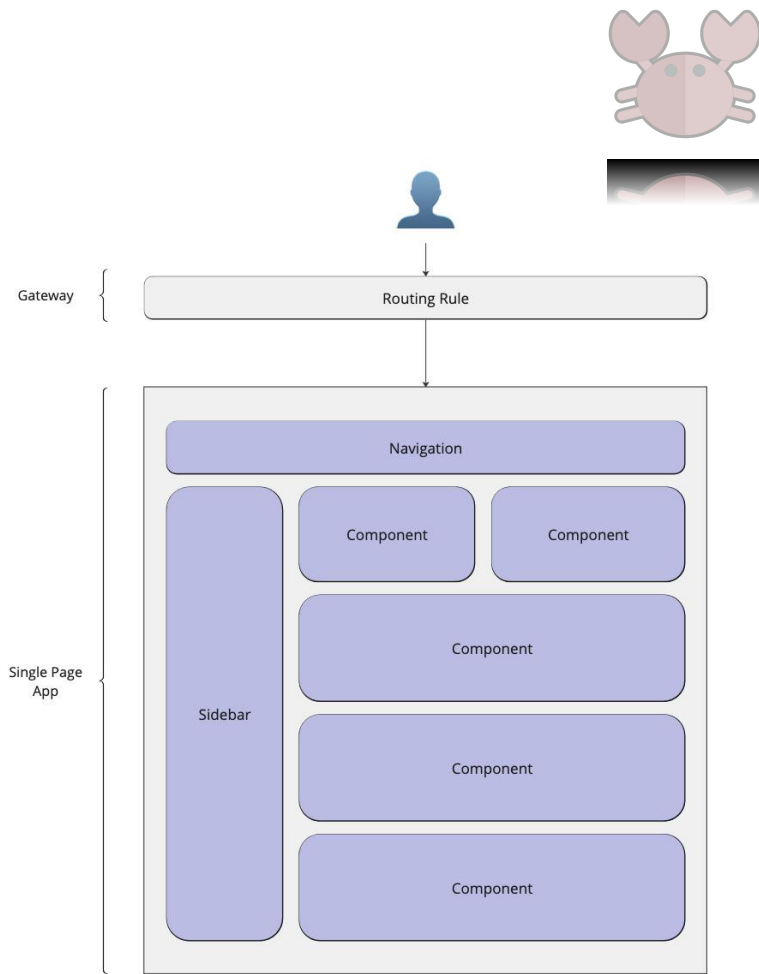 Gateway
Routing Rule
Navigation
Component
Component
Component
Single Page
App
Sidebar
Component
Component